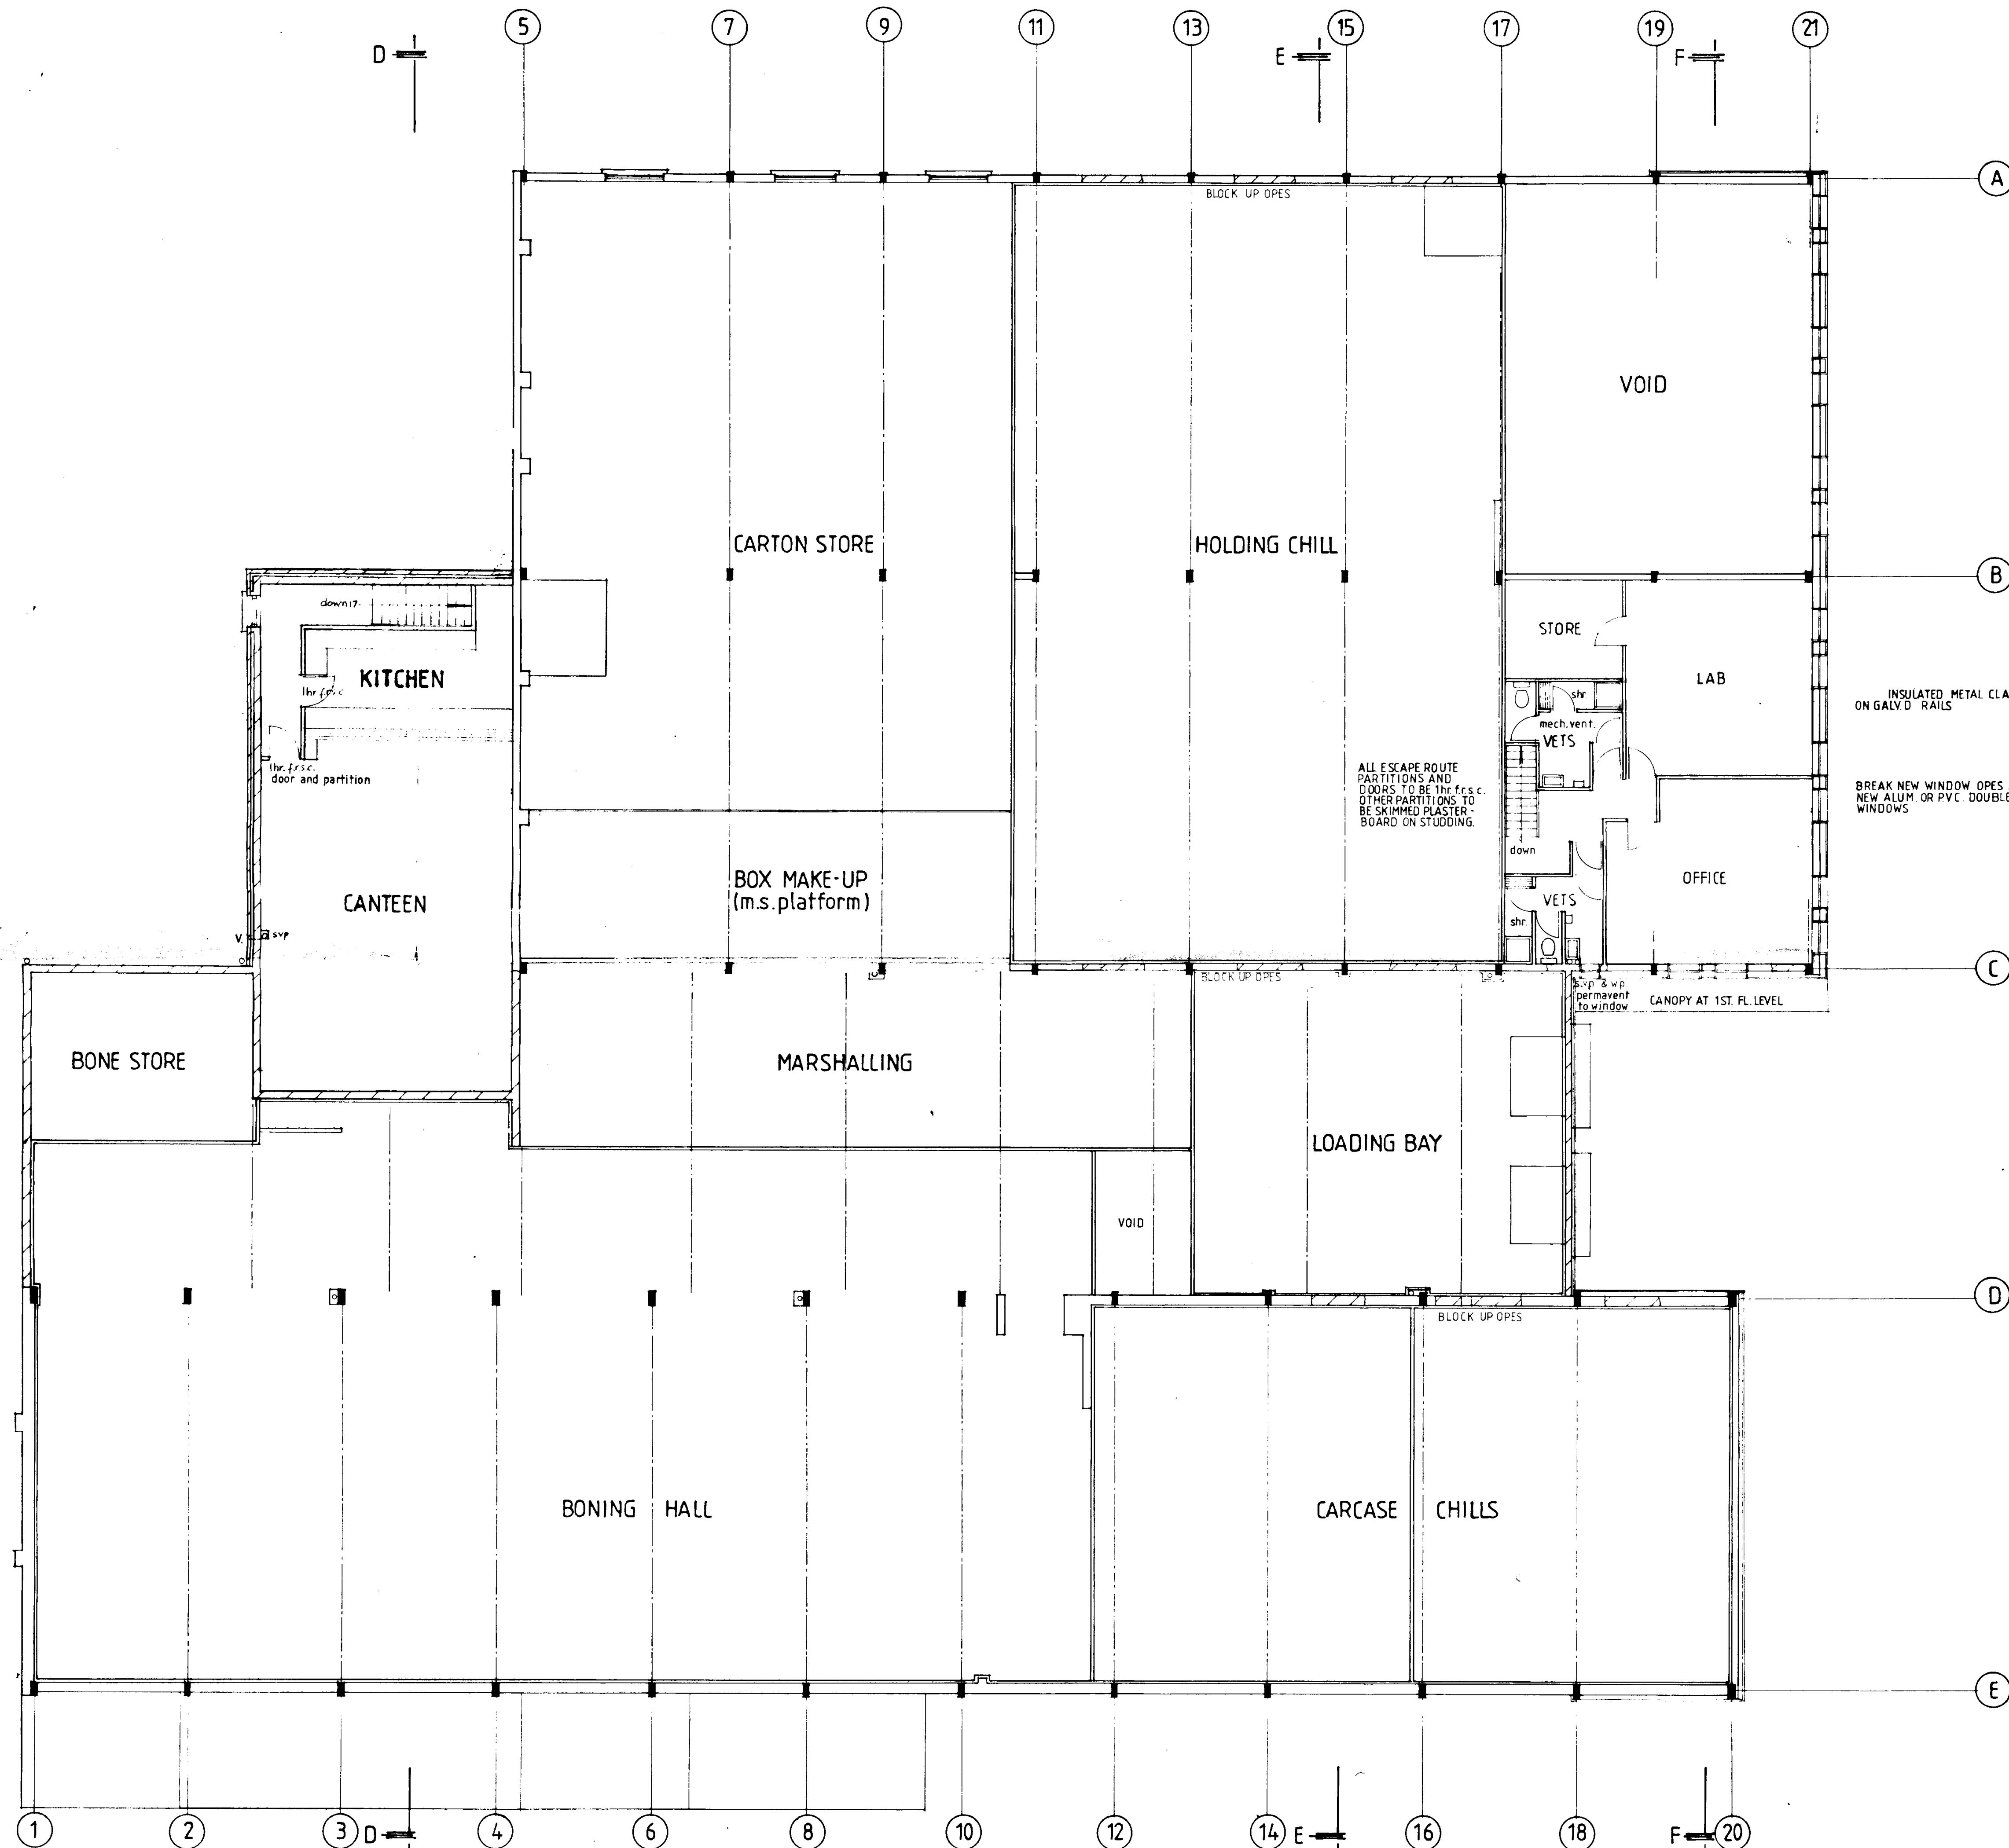 5
7
9
11
13
15
17
19
21
D
E
F
A
BLOCK UP OPES
VOID
CARTON STORE
HOLDING CHILL
B
down 17
STORE
KITCHEN
1hr f.r.s.c
LAB
shr
INSULATED METAL CLA
ON GALV.D RAILS
mech.vent.
VETS
1hr. f.r.s.c.
door and partition
ALL ESCAPE ROUTE
PARTITIONS AND
DOORS TO BE 1hr. f.r.s.c.
OTHER PARTITIONS TO
BE SKIMMED PLASTER-
BOARD ON STUDDING.
BREAK NEW WINDOW OPES
NEW ALUM. OR P.V.C. DOUBLE
WINDOWS
down
BOX MAKE-UP
(m.s.platform)
OFFICE
CANTEEN
VETS
shr.
V.
svp
C
BLOCK UP OPES
s.v.p. & w.p.
permavent
to window
CANOPY AT 1ST. FL. LEVEL
BONE STORE
MARSHALLING
LOADING BAY
VOID
D
BLOCK UP OPES
BONING HALL
CARCASE CHILLS
E
1
2
3
D
4
6
8
10
12
14
E
16
18
F
20